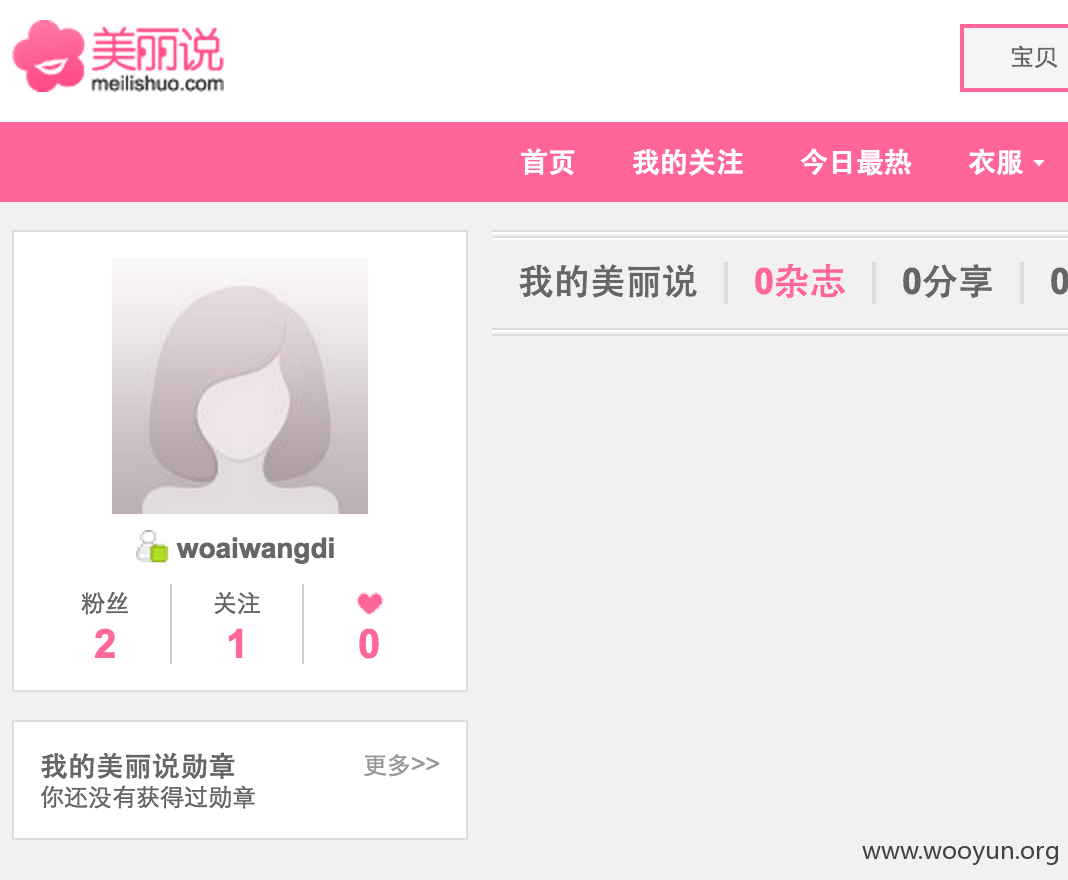 美丽说
meilishuo.com
宝贝
首页 我的关注 今日最热 衣服
我的美丽说 0杂志 0分享 0
woaiwangdi
粉丝 关注
2 1 0
我的美丽说勋章 更多>>
你还没有获得过勋章
www.wooyun.org